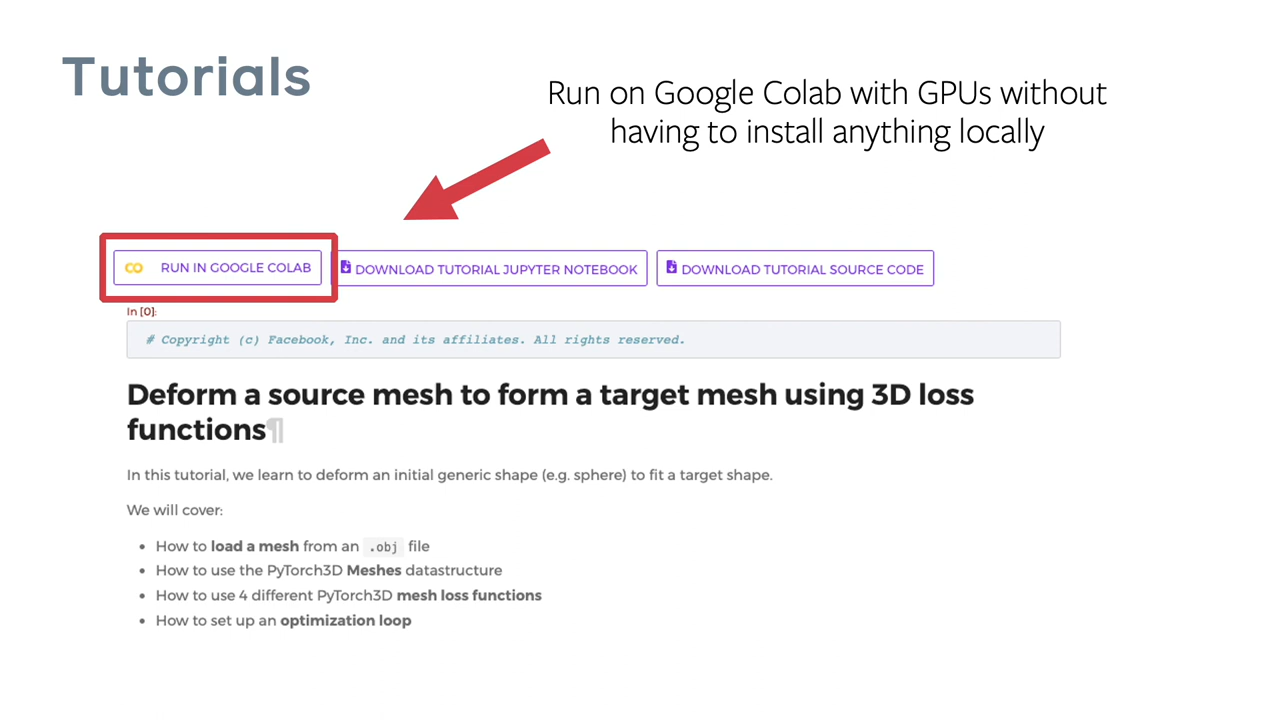 Tutorials
Run on Google Colab with GPUs without
having to install anything locally
CO RUN IN GOOGLE COLAB
DOWNLOAD TUTORIAL JUPYTER NOTEBOOK
DOWNLOAD TUTORIAL SOURCE CODE
In [0]:
# Copyright (c) Facebook, Inc. and its affiliates. All rights reserved.
Deform a source mesh to form a target mesh using 3D loss
functions¶
In this tutorial, we learn to deform an initial generic shape (e.g. sphere) to fit a target shape.
We will cover:
• How to load a mesh from an .obj file
• How to use the PyTorch3D Meshes datastructure
• How to use 4 different PyTorch3D mesh loss functions
• How to set up an optimization loop